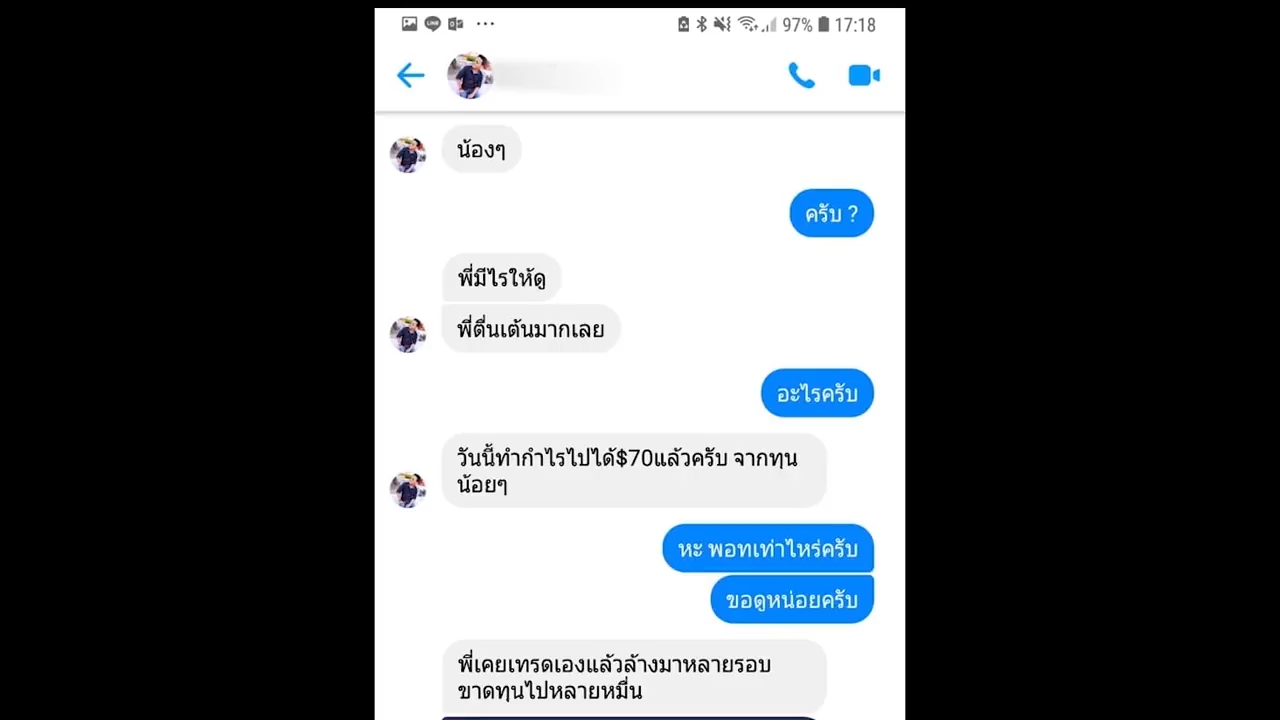 97% 17:18
น้องๆ
ครับ ?
พี่มีไรให้ดู
พี่ตื่นเต้นมากเลย
อะไรครับ
วันนี้ทำกำไรไปได้$70แล้วครับ จากทุน
น้อยๆ
หะ พอทเท่าไหร่ครับ
ขอดูหน่อยครับ
พี่เคยเทรดเองแล้วล้างมาหลายรอบ
ขาดทุนไปหลายหมื่น